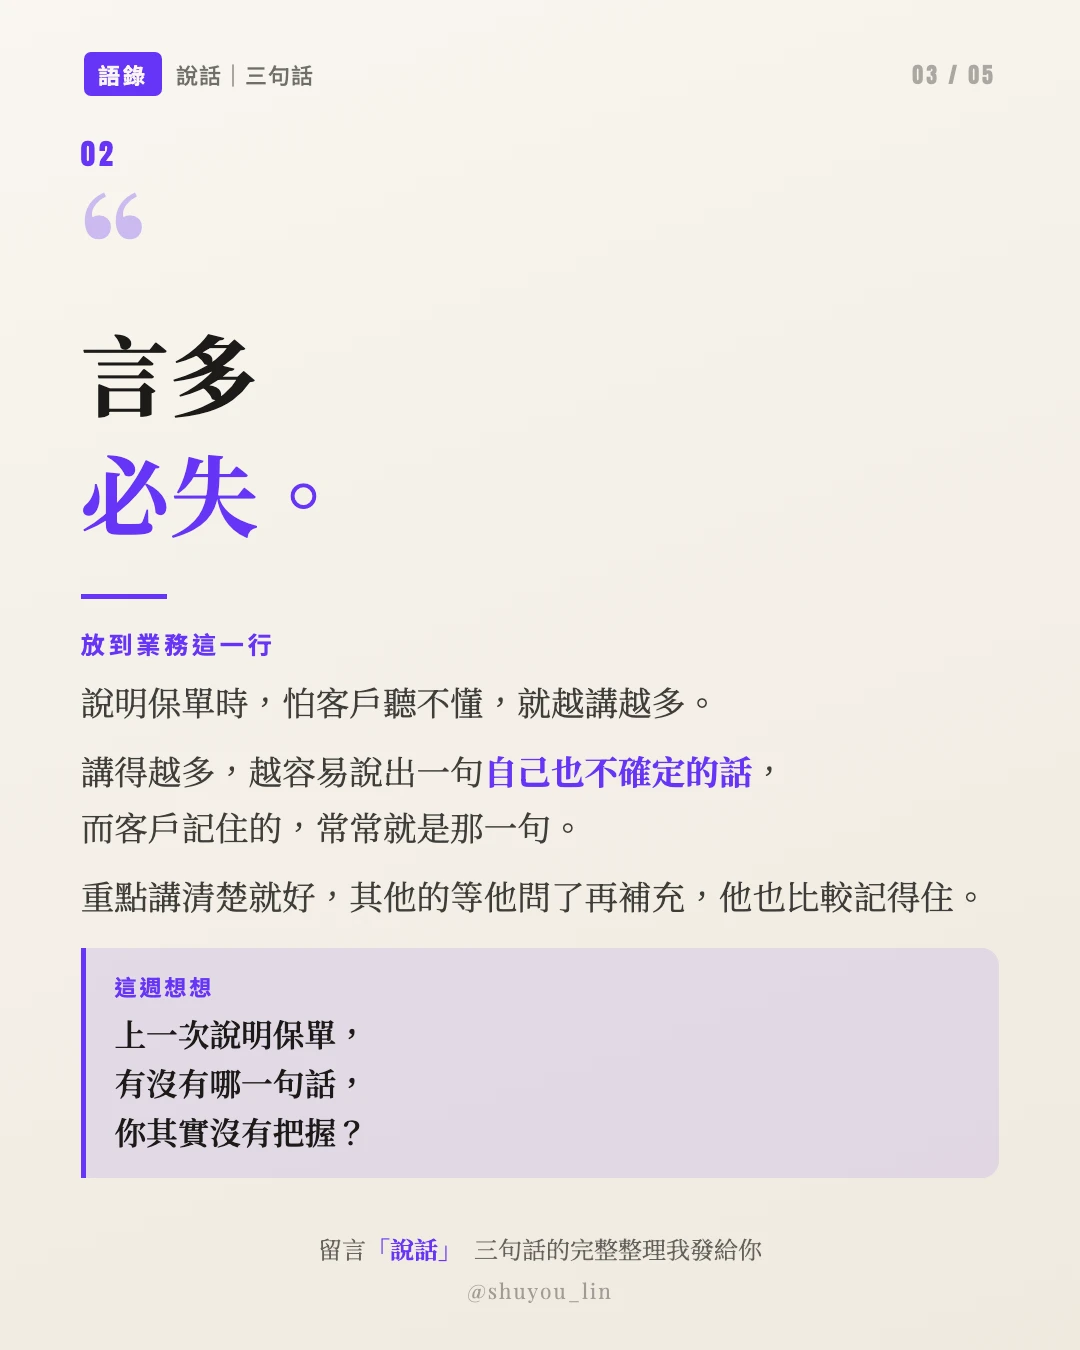 語錄 說話｜三句話
03 / 05
02
“
言多
必失。
放到業務這一行
說明保單時，怕客戶聽不懂，就越講越多。
講得越多，越容易說出一句自己也不確定的話，
而客戶記住的，常常就是那一句。
重點講清楚就好，其他的等他問了再補充，他也比較記得住。
這週想想
上一次說明保單，
有沒有哪一句話，
你其實沒有把握？
留言「說話」 三句話的完整整理我發給你
@shuyou_lin